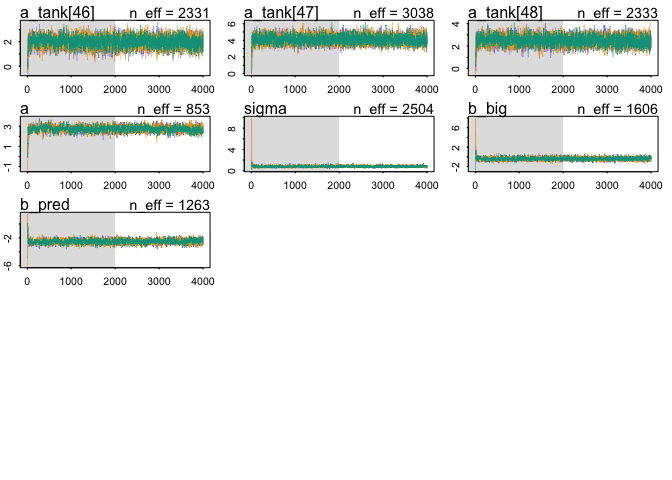 a_tank[46] n_eff = 2331 a_tank[47] n_eff = 3038 a_tank[48] n_eff = 2333
0 2
0 2 4 6
0 2 4
0 1000 2000 3000 4000 0 1000 2000 3000 4000 0 1000 2000 3000 4000
a n_eff = 853 sigma n_eff = 2504 b_big n_eff = 1606
-1 1 3
0 4 8
-2 2 6
0 1000 2000 3000 4000 0 1000 2000 3000 4000 0 1000 2000 3000 4000
b_pred n_eff = 1263
-6 -2
0 1000 2000 3000 4000